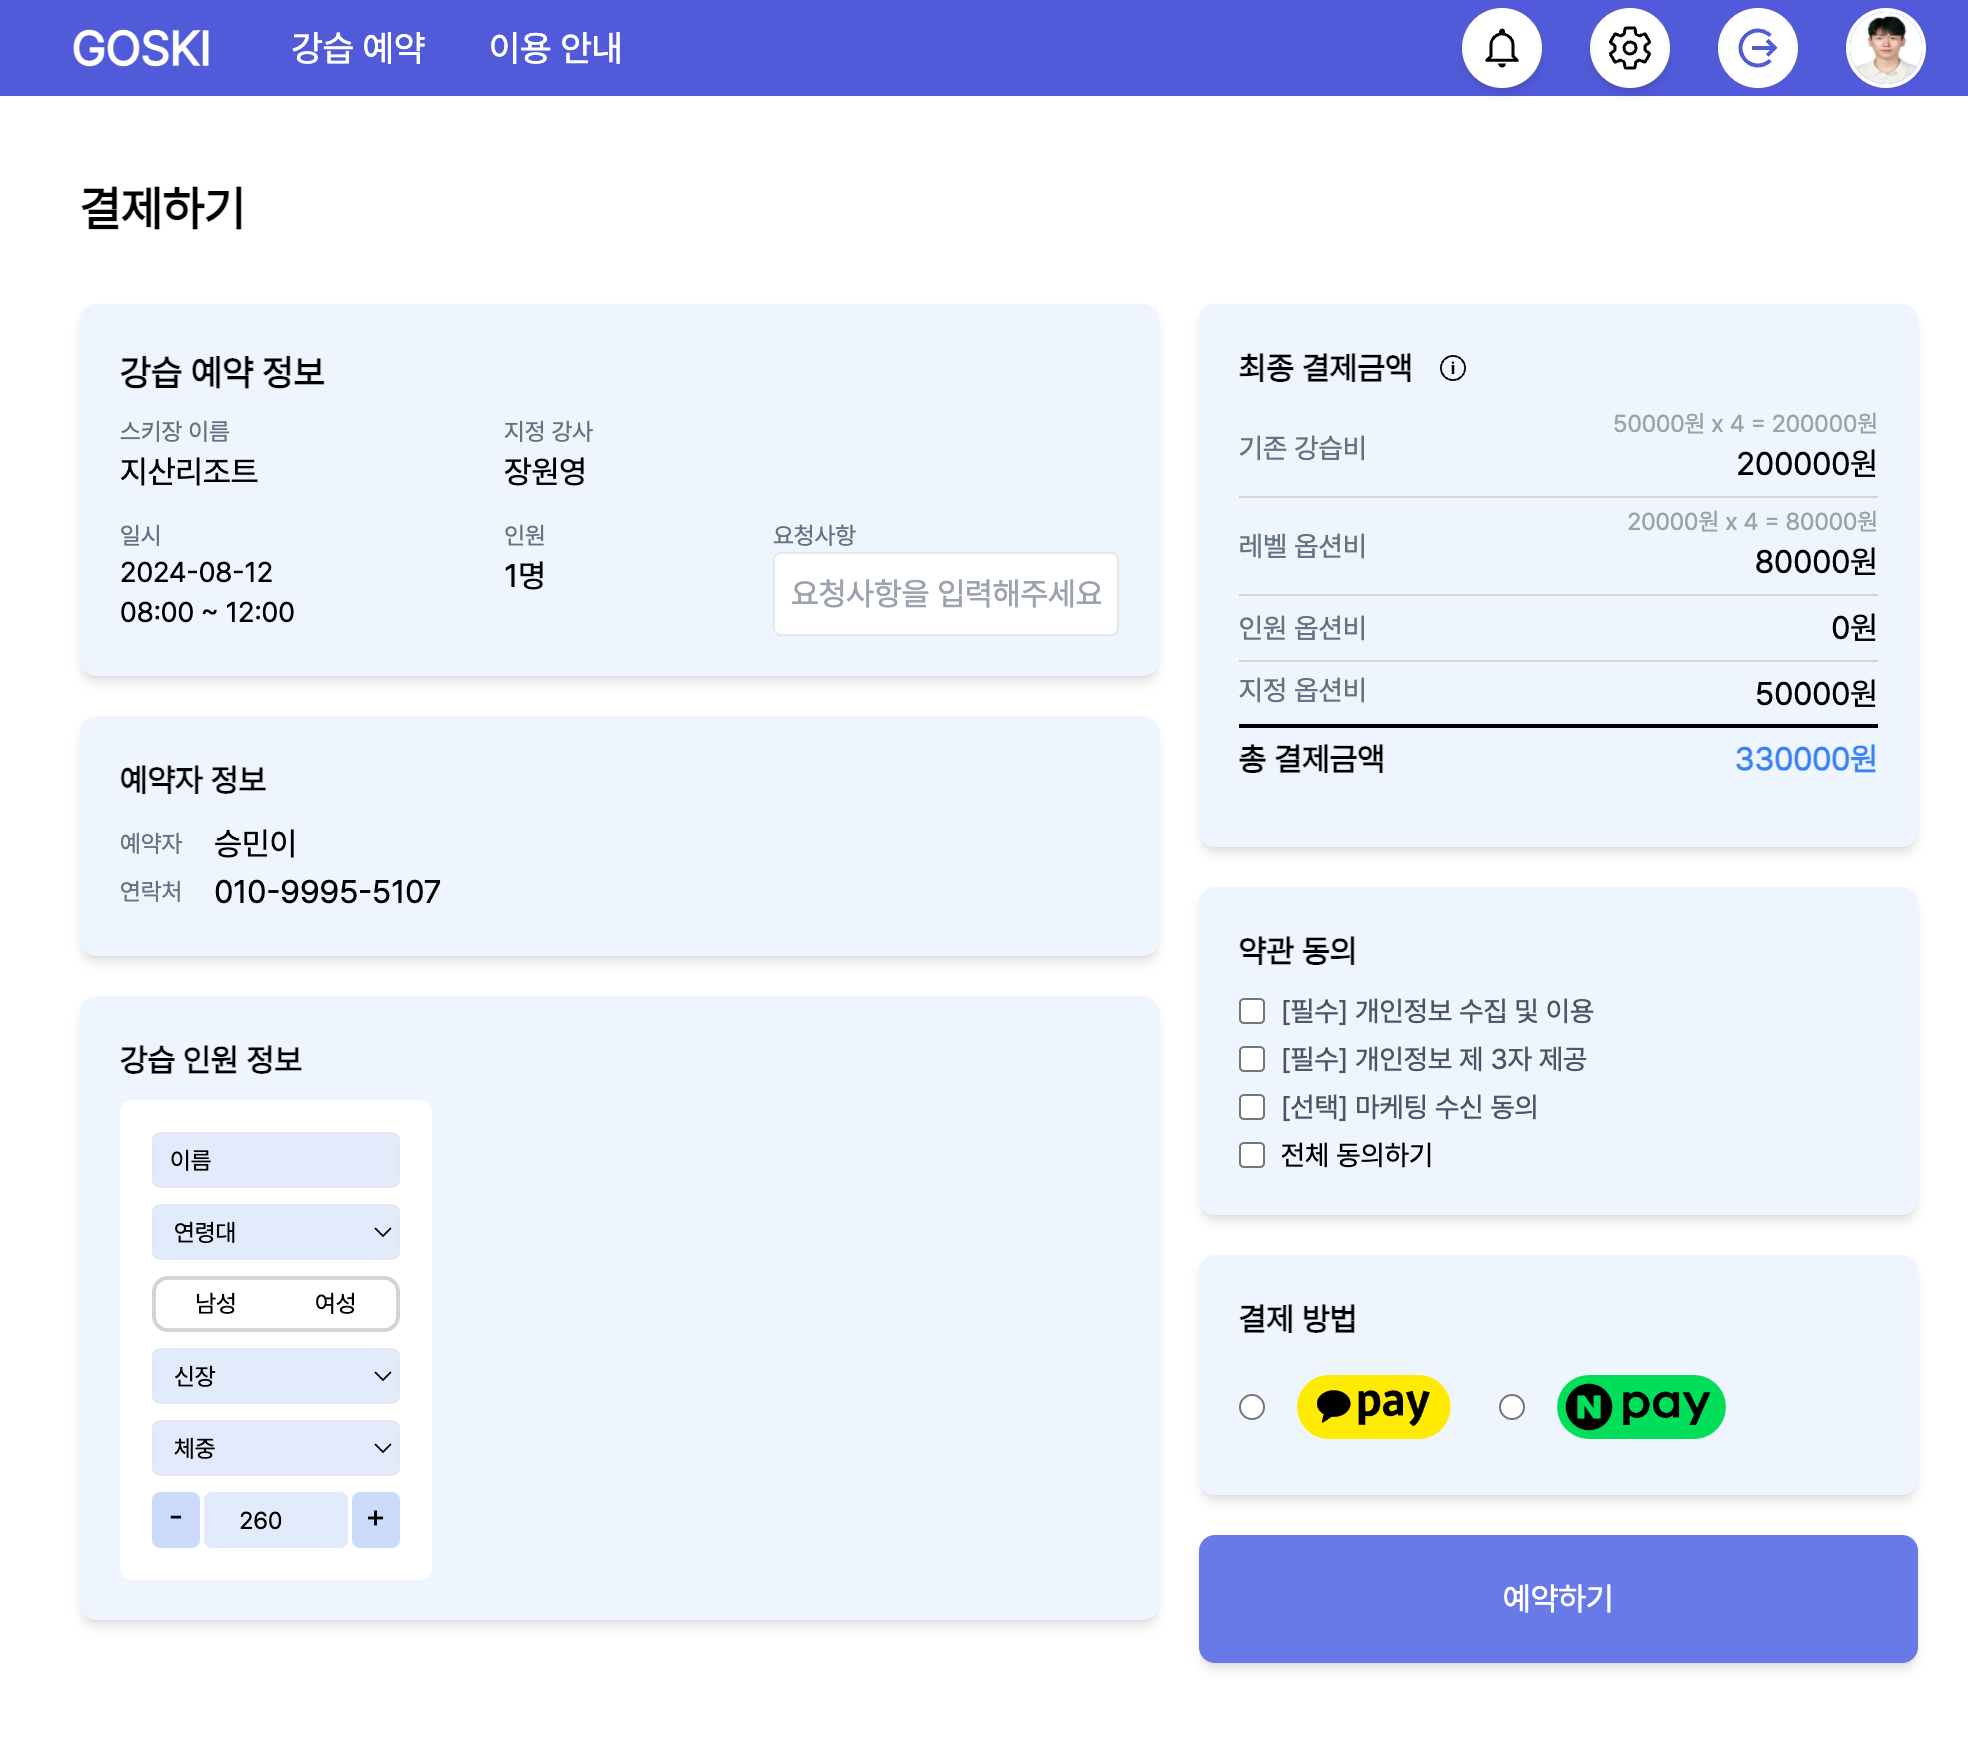 GOSKI 강습 예약 이용 안내
결제하기
강습 예약 정보
스키장 이름 지정 강사
지산리조트 장원영
일시 인원 요청사항
2024-08-12 1명 요청사항을 입력해주세요
08:00 ~ 12:00
예약자 정보
예약자 승민이
연락처 010-9995-5107
강습 인원 정보
이름
연령대
남성 여성
신장
체중
- 260 +
최종 결제금액
50000원 x 4 = 200000원
기존 강습비 200000원
20000원 x 4 = 80000원
레벨 옵션비 80000원
인원 옵션비 0원
지정 옵션비 50000원
총 결제금액 330000원
약관 동의
[필수] 개인정보 수집 및 이용
[필수] 개인정보 제 3자 제공
[선택] 마케팅 수신 동의
전체 동의하기
결제 방법
pay N pay
예약하기